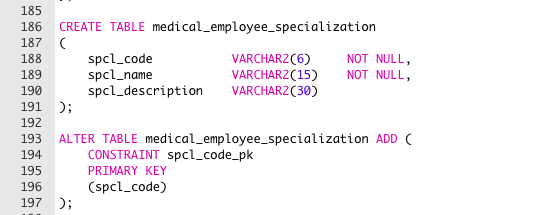 185
186 CREATE TABLE medical_employee_specialization
187 (
188 spcl_code VARCHAR2(6) NOT NULL,
189 spcl_name VARCHAR2(15) NOT NULL,
190 spcl_description VARCHAR2(30)
191 );
192
193 ALTER TABLE medical_employee_specialization ADD (
194 CONSTRAINT spcl_code_pk
195 PRIMARY KEY
196 (spcl_code)
197 );